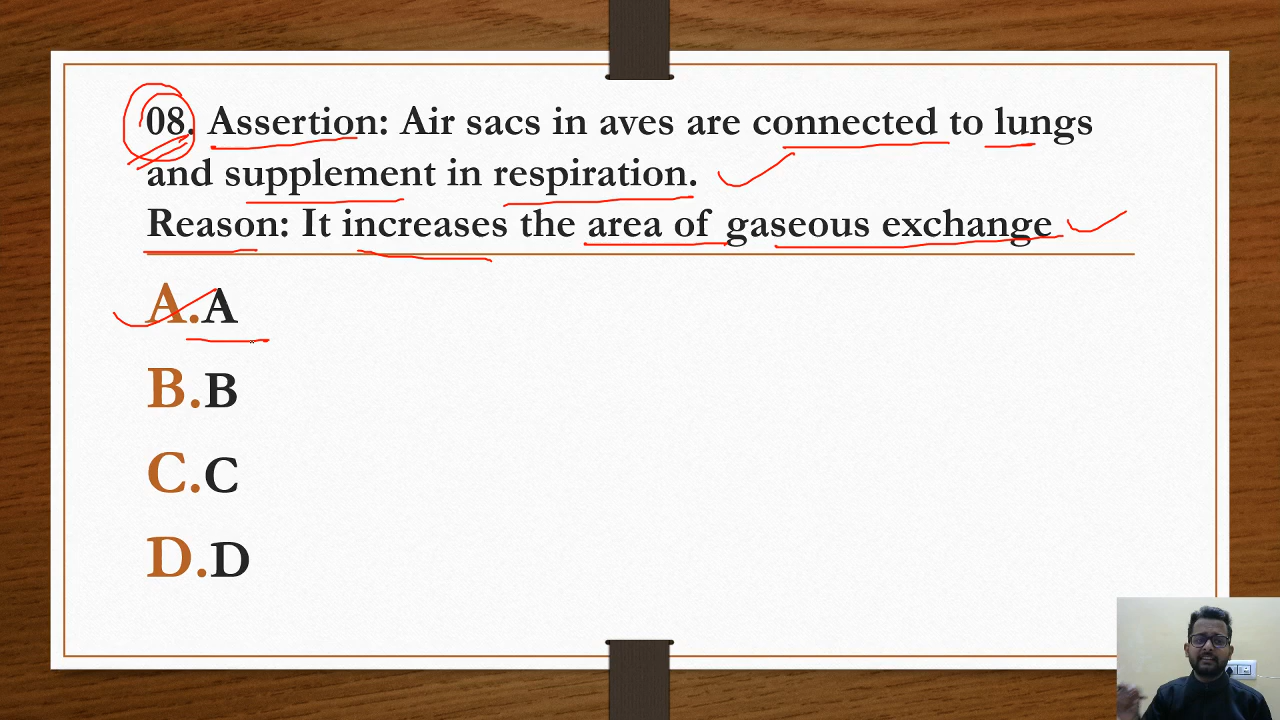 08. Assertion: Air sacs in aves are connected to lungs
and supplement in respiration.
Reason: It increases the area of gaseous exchange
A.A
B.B
C.C
D.D